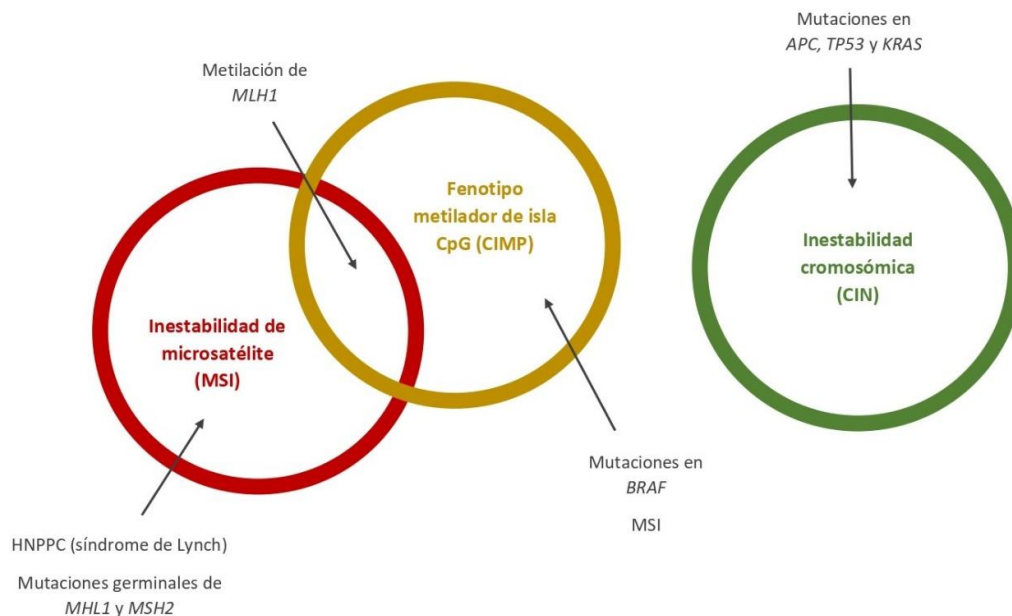 Mutaciones en
APC, TP53 y KRAS
Metilación de
MLH1
Fenotipo
metilador de isla
CpG (CIMP)
Inestabilidad
cromosómica
(CIN)
Inestabilidad de
microsatélite
(MSI)
Mutaciones en
BRAF
MSI
HNPPC (síndrome de Lynch)
Mutaciones germinales de
MHL1 y MSH2